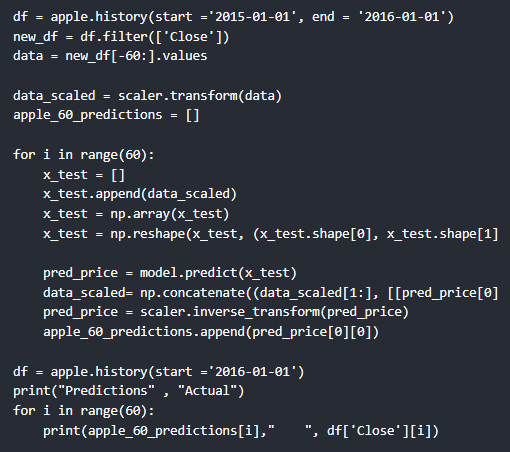 df = apple.history(start ='2015-01-01', end = '2016-01-01')
new_df = df.filter(['Close'])
data = new_df[-60:].values

data_scaled = scaler.transform(data)
apple_60_predictions = []

for i in range(60):
    x_test = []
    x_test.append(data_scaled)
    x_test = np.array(x_test)
    x_test = np.reshape(x_test, (x_test.shape[0], x_test.shape[1]

    pred_price = model.predict(x_test)
    data_scaled= np.concatenate((data_scaled[1:], [[pred_price[0]
    pred_price = scaler.inverse_transform(pred_price)
    apple_60_predictions.append(pred_price[0][0])

df = apple.history(start ='2016-01-01')
print("Predictions" , "Actual")
for i in range(60):
    print(apple_60_predictions[i],"    ", df['Close'][i])